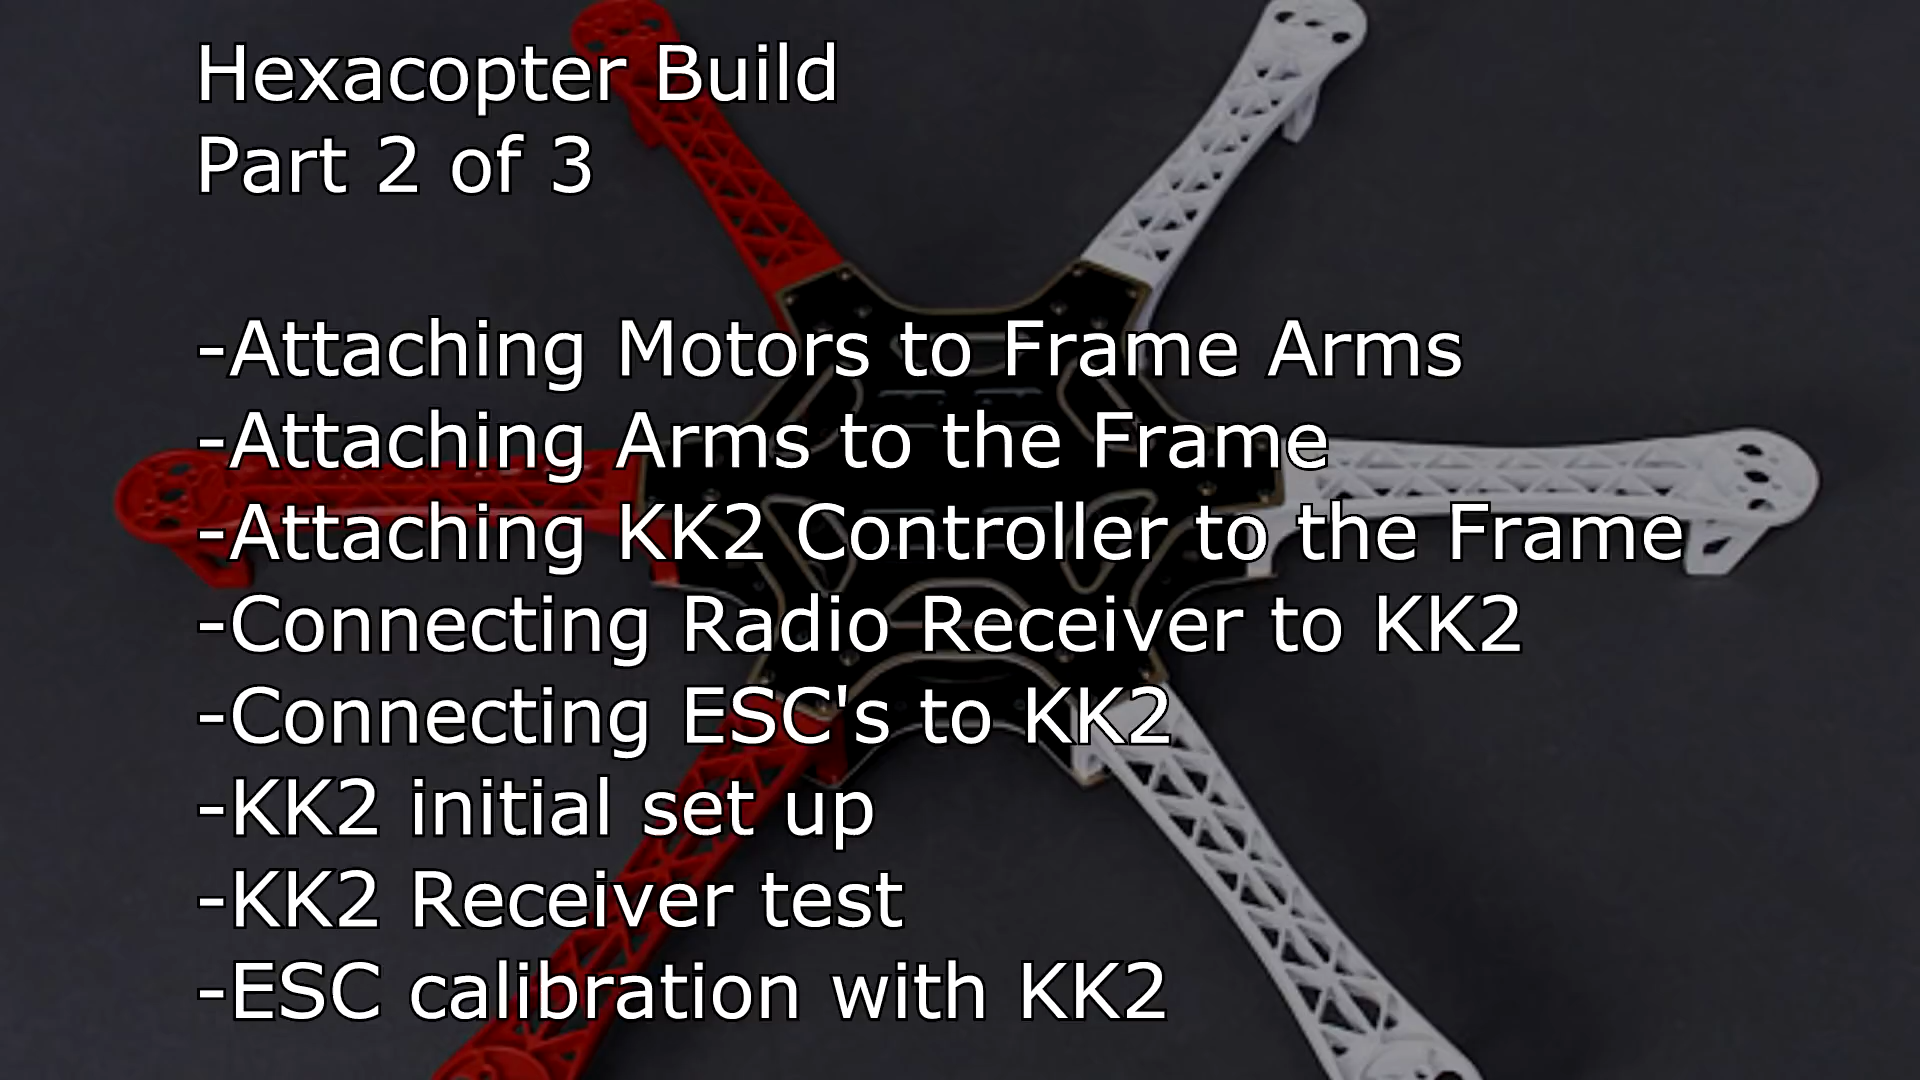 Hexacopter Build
Part 2 of 3
-Attaching Motors to Frame Arms
-Attaching Arms to the Frame
-Attaching KK2 Controller to the Frame
-Connecting Radio Receiver to KK2
-Connecting ESC's to KK2
-KK2 initial set up
-KK2 Receiver test
-ESC calibration with KK2